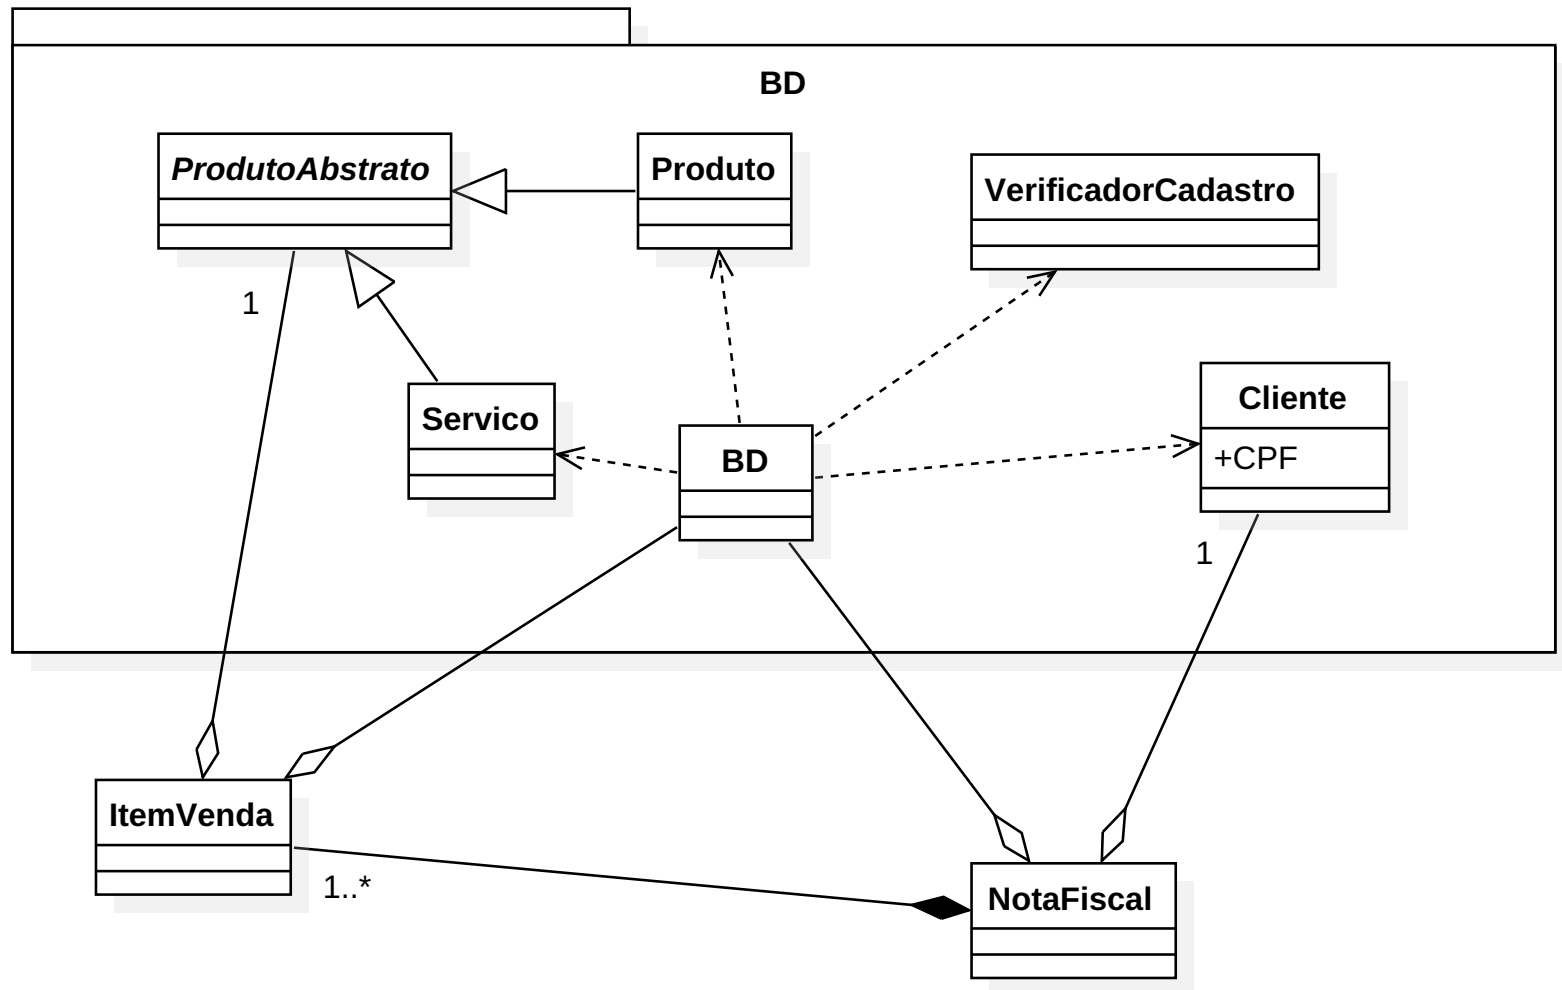 BD
ProdutoAbstrato
Produto
VerificadorCadastro
1
Servico
BD
Cliente
+CPF
1
ItemVenda
1..*
NotaFiscal